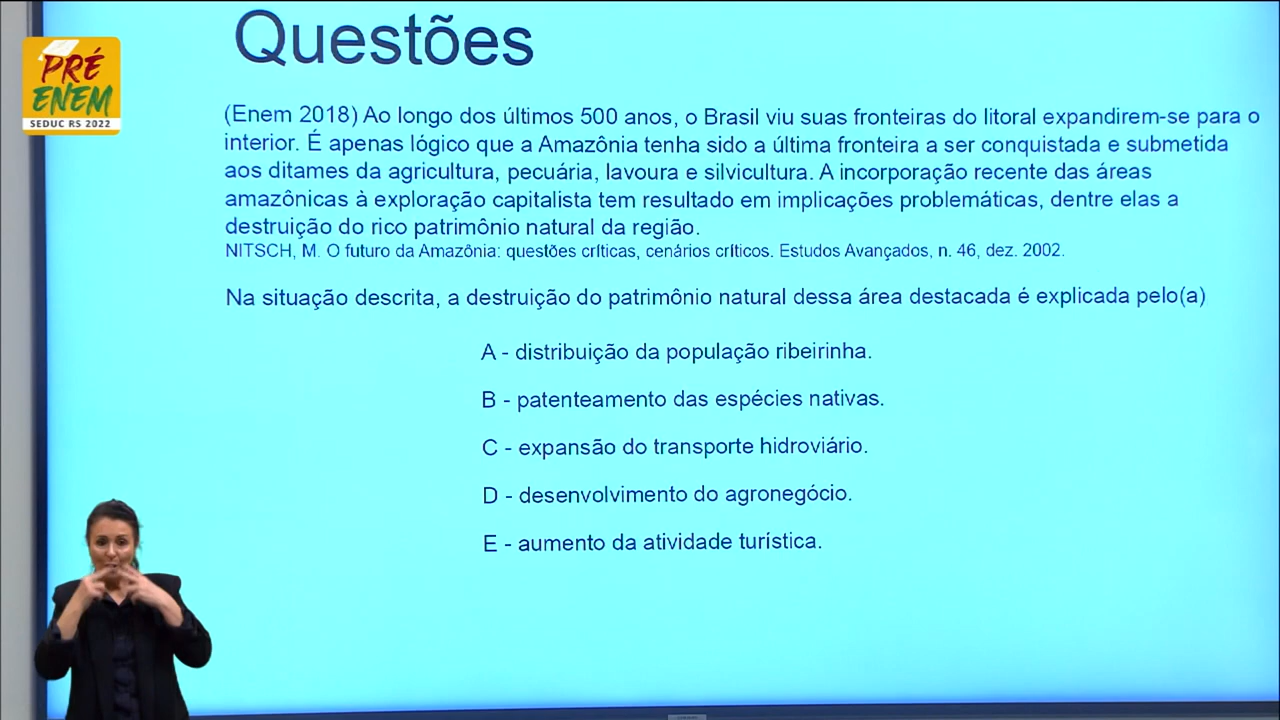 Questões
PRÉ
ENEM
SEDUC RS 2022
(Enem 2018) Ao longo dos últimos 500 anos, o Brasil viu suas fronteiras do litoral expandirem-se para o
interior. É apenas lógico que a Amazônia tenha sido a última fronteira a ser conquistada e submetida
aos ditames da agricultura, pecuária, lavoura e silvicultura. A incorporação recente das áreas
amazônicas à exploração capitalista tem resultado em implicações problemáticas, dentre elas a
destruição do rico patrimônio natural da região.
NITSCH, M. O futuro da Amazônia: questões críticas, cenários críticos. Estudos Avançados, n. 46, dez. 2002.
Na situação descrita, a destruição do patrimônio natural dessa área destacada é explicada pelo(a)
A - distribuição da população ribeirinha.
B - patenteamento das espécies nativas.
C - expansão do transporte hidroviário.
D - desenvolvimento do agronegócio.
E - aumento da atividade turística.